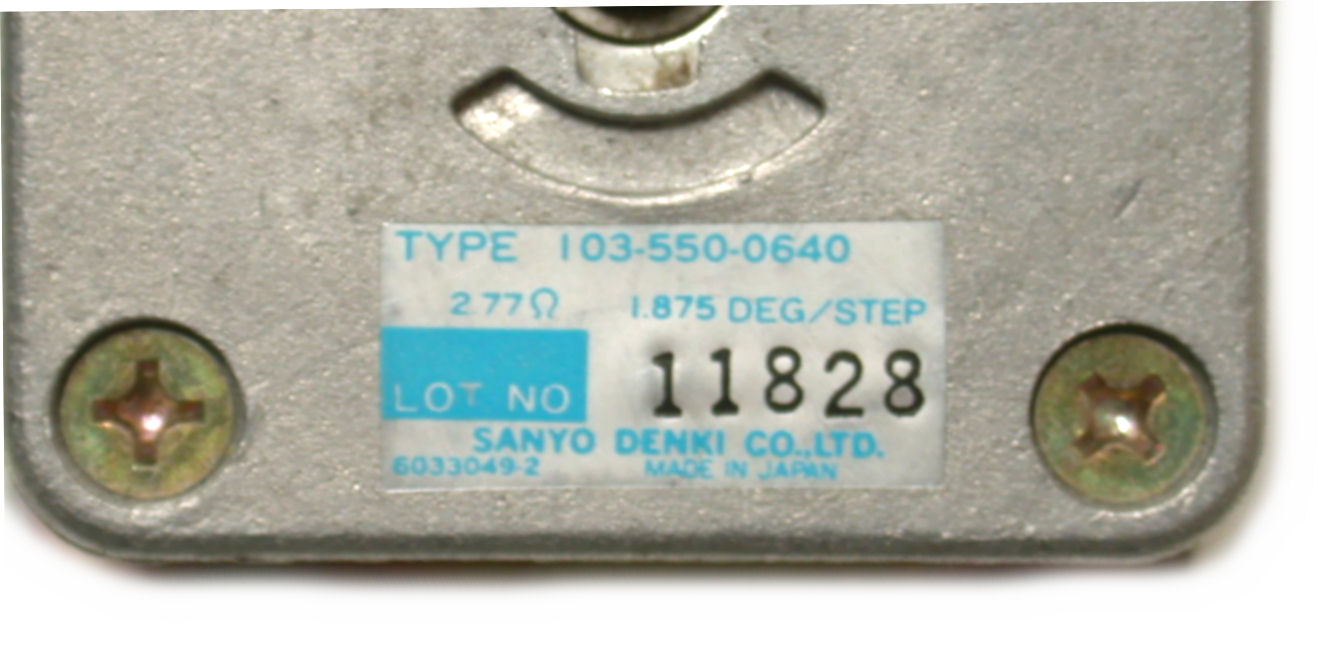 TYPE 103-550-0640
2.77Ω 1.875 DEG/STEP
LOT NO 11828
SANYO DENKI CO.,LTD.
6033049-2 MADE IN JAPAN